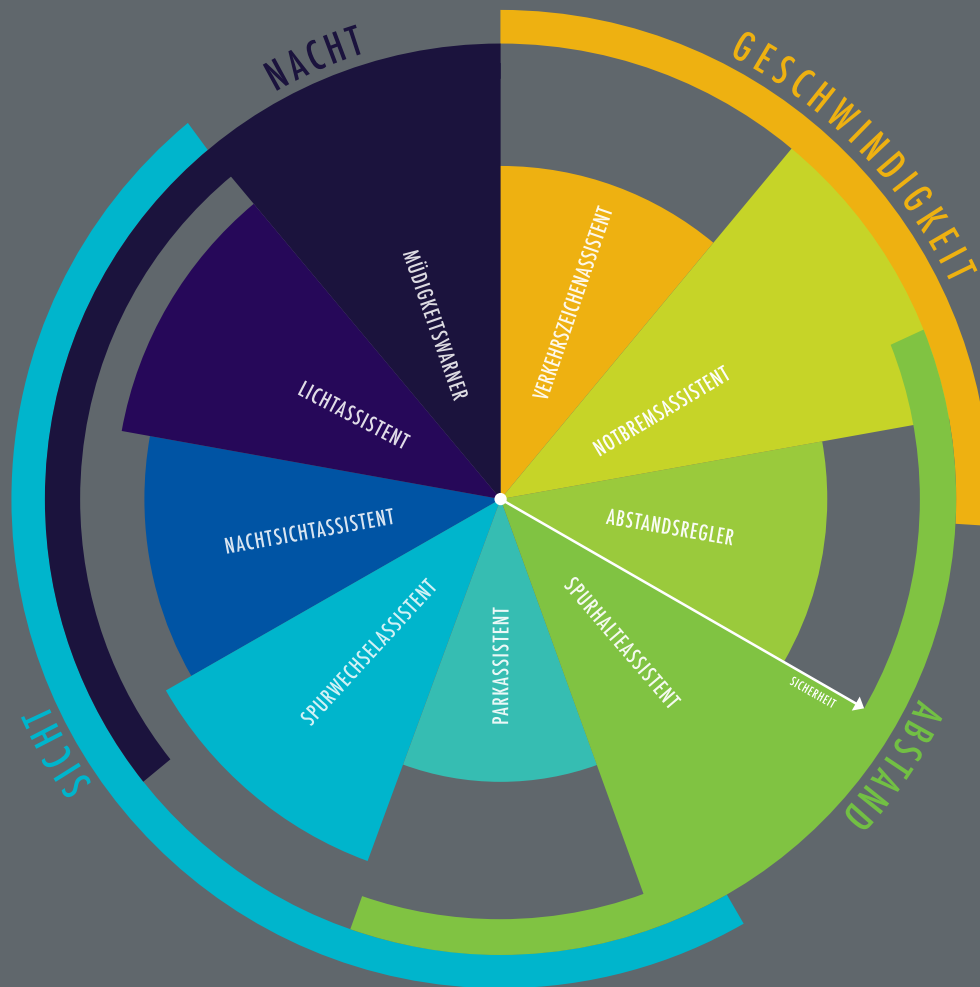 NACHT
GESCHWINDIGKEIT
MÜDIGKEITSWARNER
VERKEHRSZEICHENASSISTENT
LICHTASSISTENT
NOTBREMSASSISTENT
NACHTSICHTASSISTENT
ABSTANDSREGLER
SPURWECHSELASSISTENT
PARKASSISTENT
SPURHALTEASSISTENT
SICHERHEIT
SICHT
ABSTAND